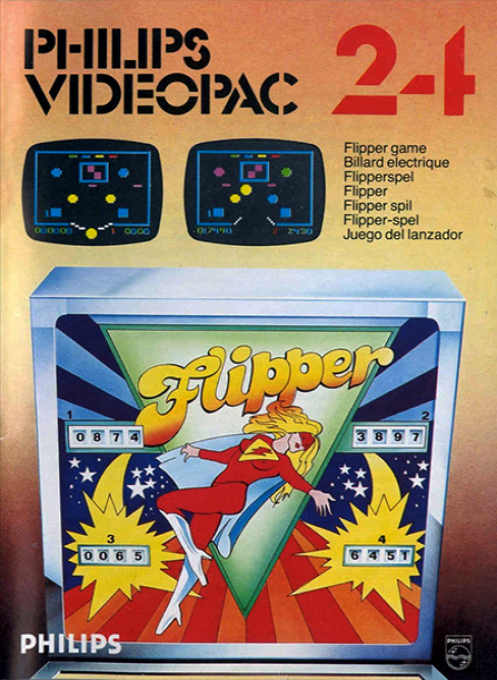 PHILIPS
VIDEOPAC
24
Flipper game
Billard electrique
Flipperspel
Flipper
Flipper spil
Flipper-spel
Juego del lanzador
Flipper
1
0874
2
3897
3
0065
4
6451
PHILIPS
PHILIPS